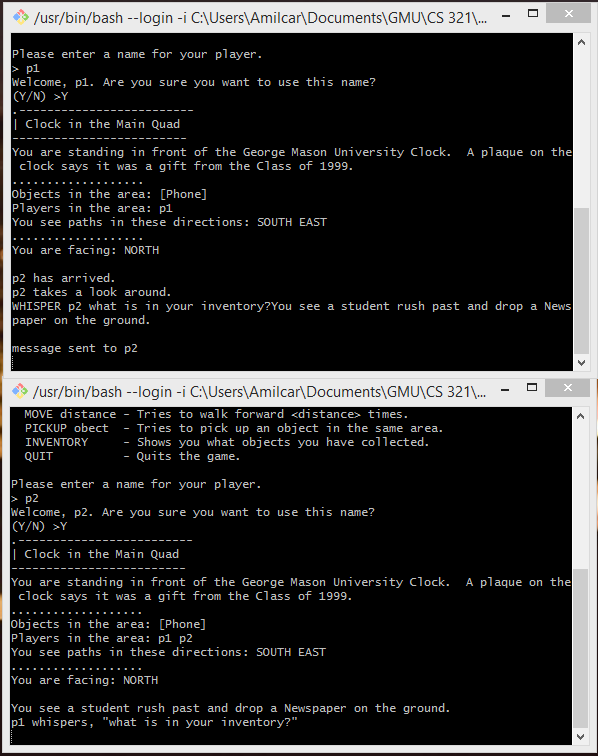 /usr/bin/bash --login -i C:\Users\Amilcar\Documents\GMU\CS 321\...
Please enter a name for your player.
> p1
Welcome, p1. Are you sure you want to use this name?
(Y/N) >Y
.-------------------------
| Clock in the Main Quad
-------------------------
You are standing in front of the George Mason University Clock.  A plaque on the
 clock says it was a gift from the Class of 1999.
...................
Objects in the area: [Phone]
Players in the area: p1
You see paths in these directions: SOUTH EAST
...................
You are facing: NORTH
p2 has arrived.
p2 takes a look around.
WHISPER p2 what is in your inventory?You see a student rush past and drop a News
paper on the ground.
message sent to p2
/usr/bin/bash --login -i C:\Users\Amilcar\Documents\GMU\CS 321\...
MOVE distance - Tries to walk forward <distance> times.
PICKUP obect  - Tries to pick up an object in the same area.
INVENTORY     - Shows you what objects you have collected.
QUIT          - Quits the game.
Please enter a name for your player.
> p2
Welcome, p2. Are you sure you want to use this name?
(Y/N) >Y
.-------------------------
| Clock in the Main Quad
-------------------------
You are standing in front of the George Mason University Clock.  A plaque on the
 clock says it was a gift from the Class of 1999.
...................
Objects in the area: [Phone]
Players in the area: p1 p2
You see paths in these directions: SOUTH EAST
...................
You are facing: NORTH
You see a student rush past and drop a Newspaper on the ground.
p1 whispers, "what is in your inventory?"